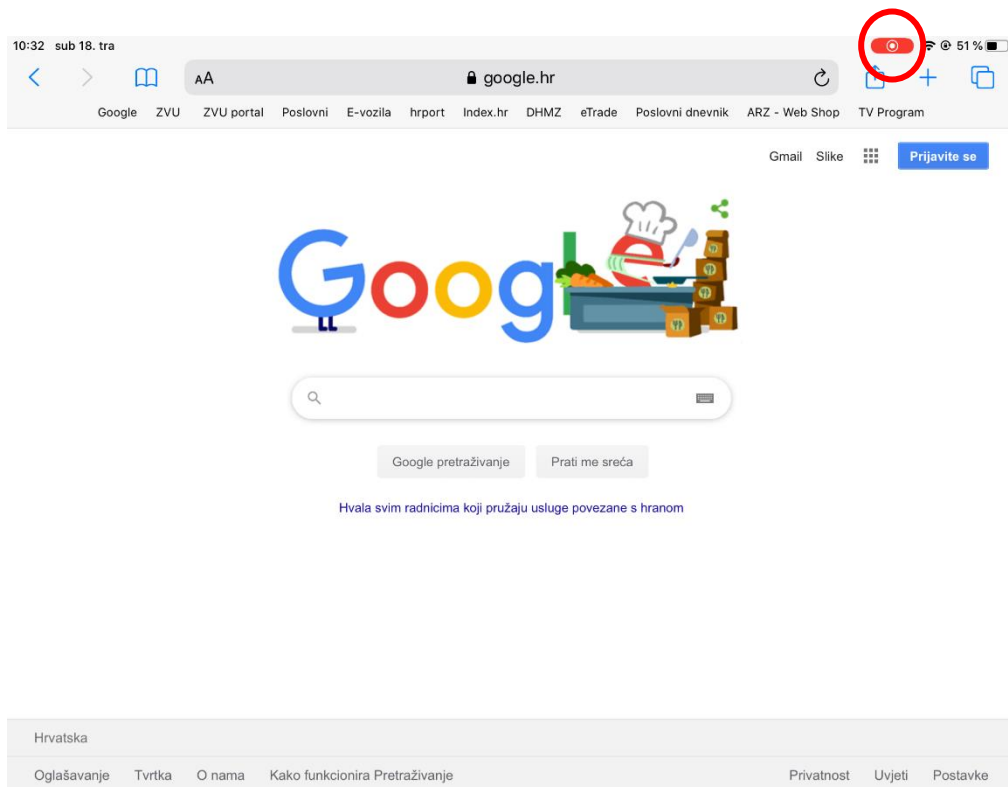 10:32 sub 18. tra 51 %
AA google.hr
Google ZVU ZVU portal Poslovni E-vozila hrport Index.hr DHMZ eTrade Poslovni dnevnik ARZ - Web Shop TV Program
Gmail Slike Prijavite se
Google
Google pretraživanje Prati me sreća
Hvala svim radnicima koji pružaju usluge povezane s hranom
Hrvatska
Oglašavanje Tvrtka O nama Kako funkcionira Pretraživanje Privatnost Uvjeti Postavke